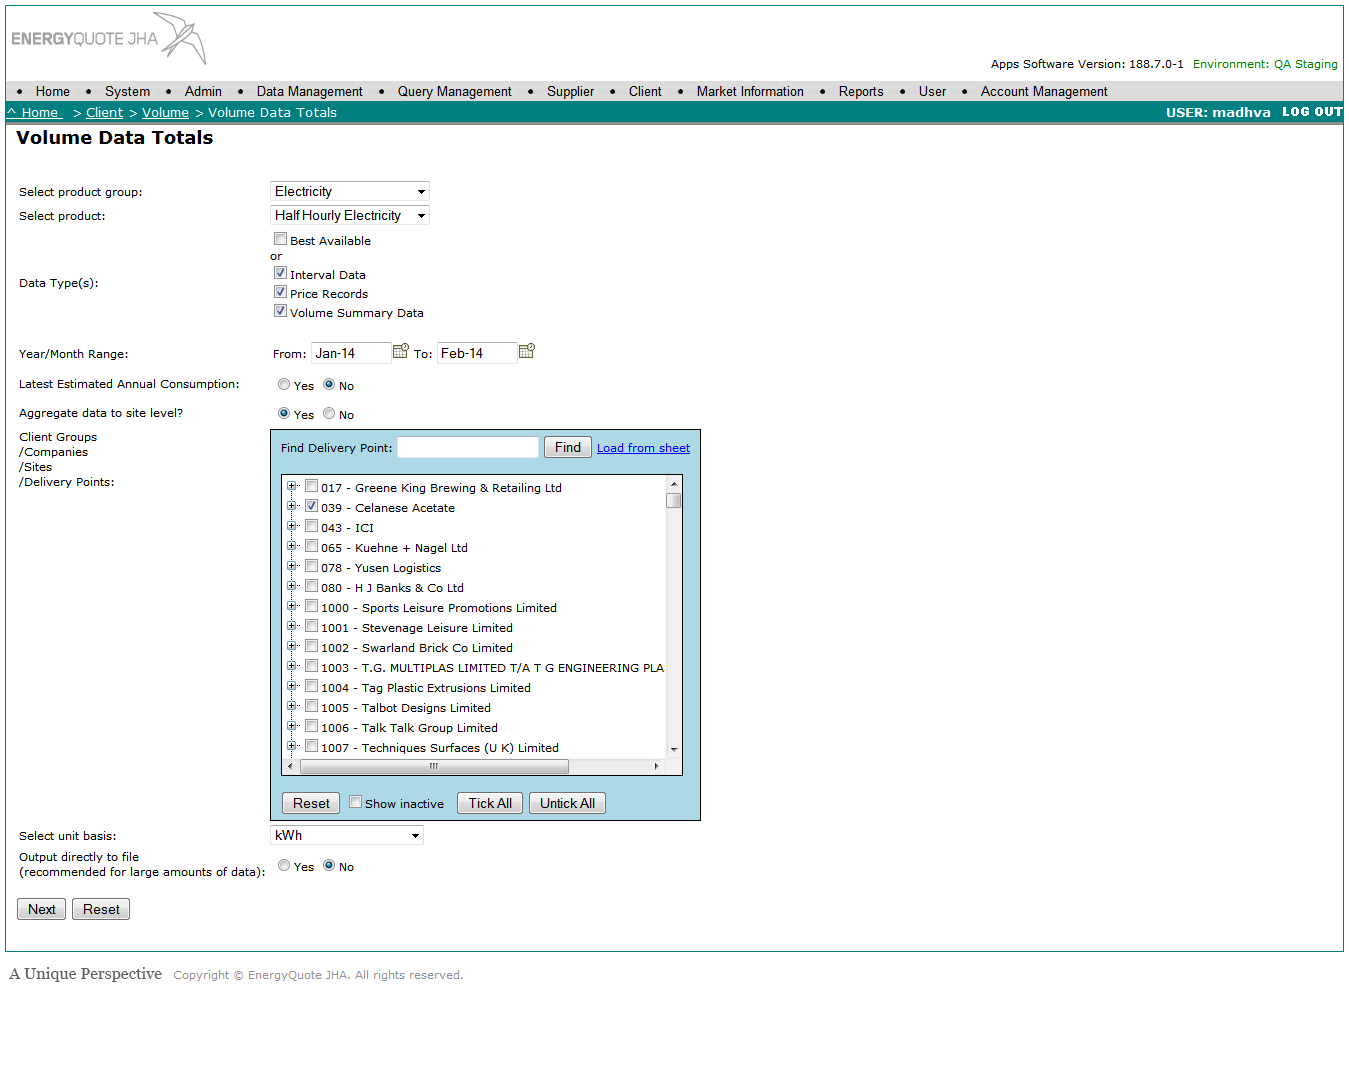 ENERGYQUOTE JHA
Apps Software Version: 188.7.0-1 Environment: QA Staging
• Home • System • Admin • Data Management • Query Management • Supplier • Client • Market Information • Reports • User • Account Management
^ Home > Client > Volume > Volume Data Totals USER: madhva LOG OUT
Volume Data Totals
Select product group: Electricity
Select product: Half Hourly Electricity
Best Available
or
Data Type(s):
Interval Data
Price Records
Volume Summary Data
Year/Month Range: From: Jan-14 To: Feb-14
Latest Estimated Annual Consumption: Yes No
Aggregate data to site level? Yes No
Client Groups
/Companies
/Sites
/Delivery Points:
Find Delivery Point: Find Load from sheet
017 - Greene King Brewing & Retailing Ltd
039 - Celanese Acetate
043 - ICI
065 - Kuehne + Nagel Ltd
078 - Yusen Logistics
080 - H J Banks & Co Ltd
1000 - Sports Leisure Promotions Limited
1001 - Stevenage Leisure Limited
1002 - Swarland Brick Co Limited
1003 - T.G. MULTIPLAS LIMITED T/A T G ENGINEERING PLA
1004 - Tag Plastic Extrusions Limited
1005 - Talbot Designs Limited
1006 - Talk Talk Group Limited
1007 - Techniques Surfaces (U K) Limited
Reset Show inactive Tick All Untick All
Select unit basis: kWh
Output directly to file
(recommended for large amounts of data): Yes No
Next Reset
A Unique Perspective Copyright © EnergyQuote JHA. All rights reserved.